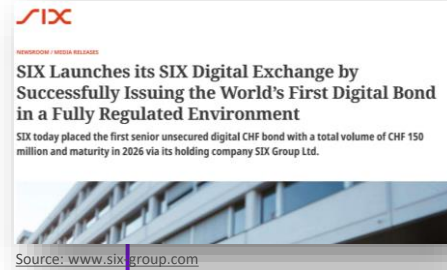 SIX
NEWSROOM / MEDIA RELEASES
SIX Launches its SIX Digital Exchange by
Successfully Issuing the World’s First Digital Bond
in a Fully Regulated Environment
SIX today placed the first senior unsecured digital CHF bond with a total volume of CHF 150
million and maturity in 2026 via its holding company SIX Group Ltd.
Source: www.six-group.com